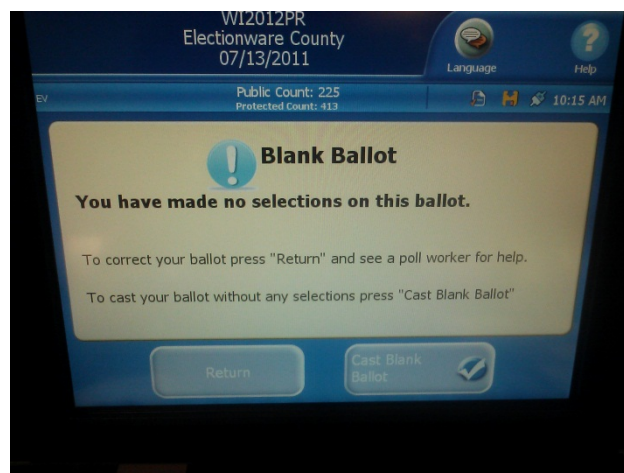 WI2012PR
Electionware County
07/13/2011
Language
Help
EV
Public Count: 225
Protected Count: 413
10:15 AM
Blank Ballot
You have made no selections on this ballot.
To correct your ballot press "Return" and see a poll worker for help.
To cast your ballot without any selections press "Cast Blank Ballot"
Return
Cast Blank
Ballot